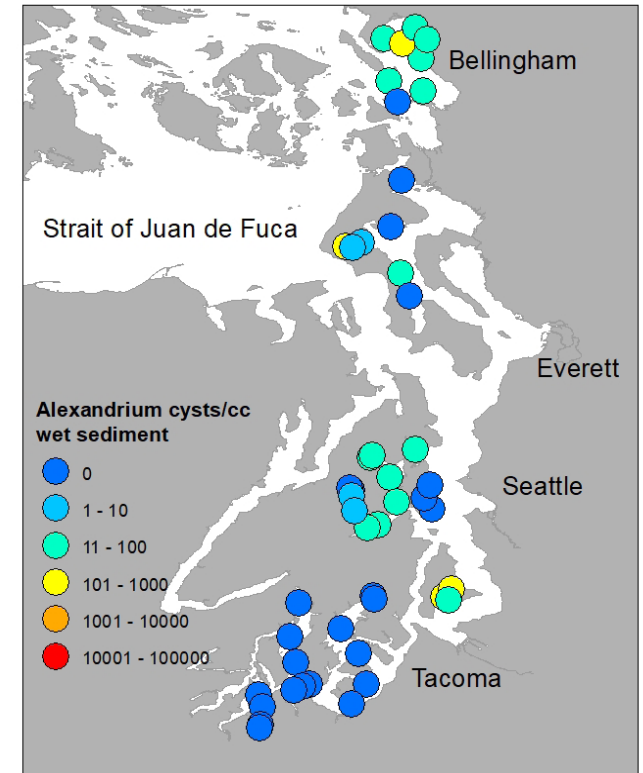 Bellingham
Strait of Juan de Fuca
Everett
Alexandrium cysts/cc
wet sediment
0
1 - 10
11 - 100
101 - 1000
1001 - 10000
10001 - 100000
Seattle
Tacoma